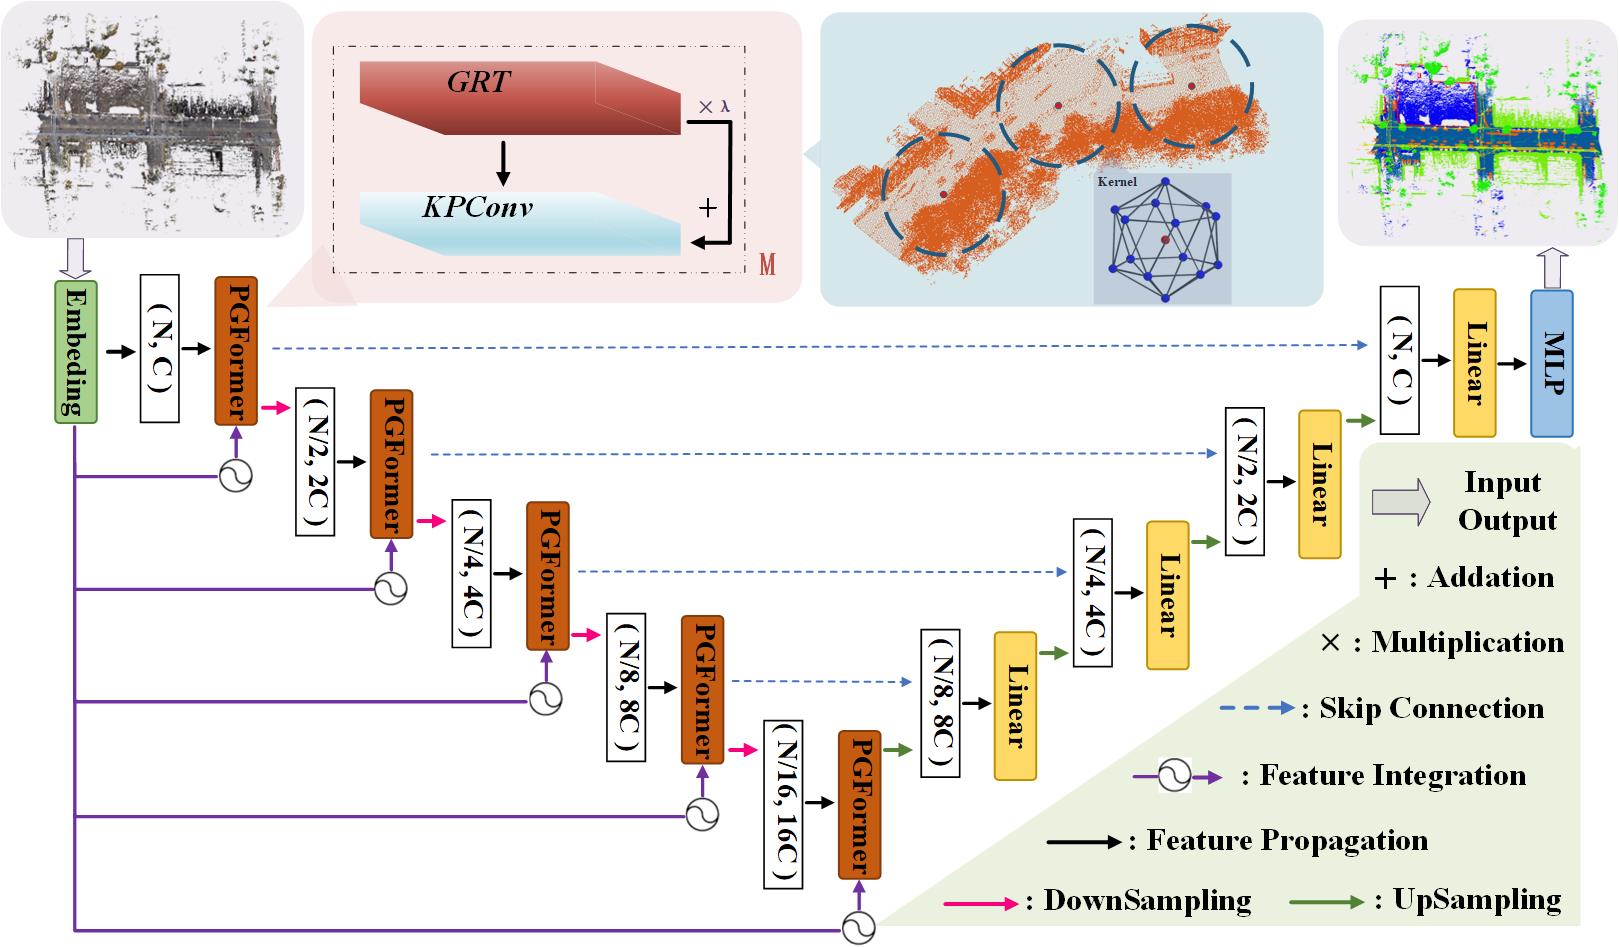 GRT
× λ
KPConv
+
M
Kernel
Embeding
( N, C )
PGFormer
( N/2, 2C )
PGFormer
( N/4, 4C )
PGFormer
( N/8, 8C )
PGFormer
( N/16, 16C )
PGFormer
( N/8, 8C )
Linear
( N/4, 4C )
Linear
( N/2, 2C )
Linear
( N, C )
Linear
MLP
Input
Output
+ : Addation
× : Multiplication
: Skip Connection
: Feature Integration
: Feature Propagation
: DownSampling
: UpSampling